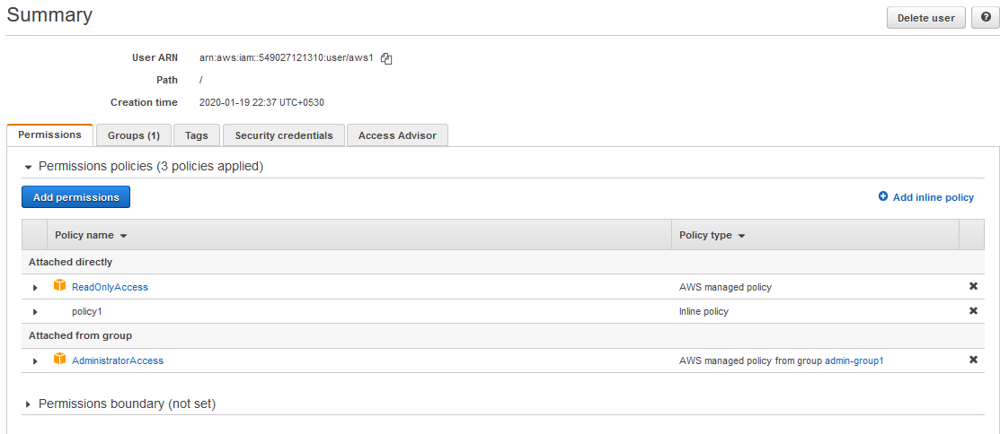 Summary
Delete user
?
User ARN arn:aws:iam::549027121310:user/aws1
Path /
Creation time 2020-01-19 22:37 UTC+0530
Permissions Groups (1) Tags Security credentials Access Advisor
Permissions policies (3 policies applied)
Add permissions Add inline policy
Policy name Policy type
Attached directly
ReadOnlyAccess AWS managed policy
policy1 Inline policy
Attached from group
AdministratorAccess AWS managed policy from group admin-group1
Permissions boundary (not set)